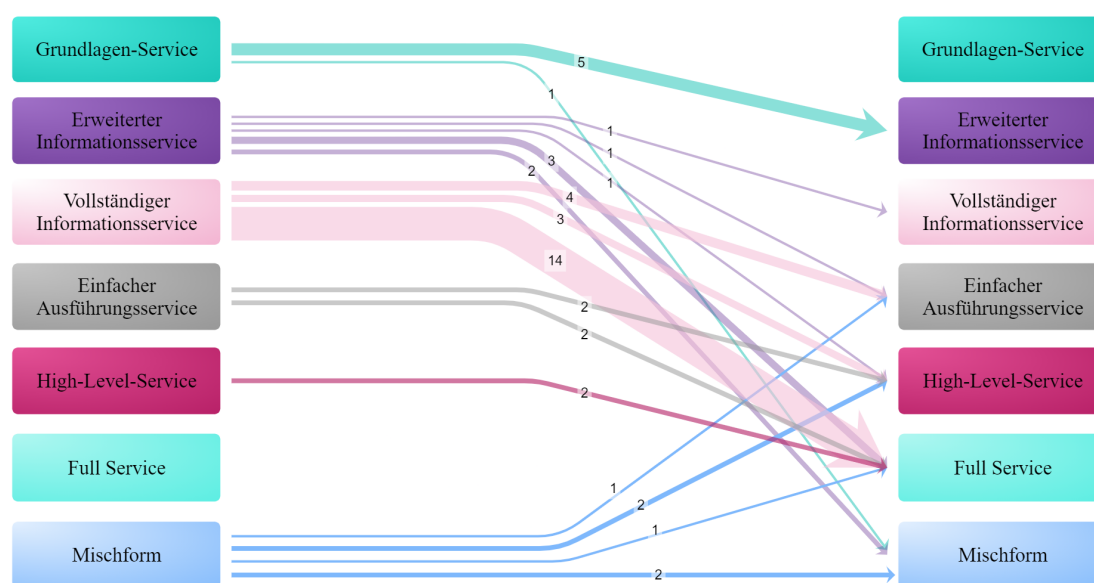 Grundlagen-Service
Erweiterter
Informationsservice
Vollständiger
Informationsservice
Einfacher
Ausführungsservice
High-Level-Service
Full Service
Mischform
5
1
1
1
1
3
2
4
3
14
2
2
2
1
2
1
2
Grundlagen-Service
Erweiterter
Informationsservice
Vollständiger
Informationsservice
Einfacher
Ausführungsservice
High-Level-Service
Full Service
Mischform